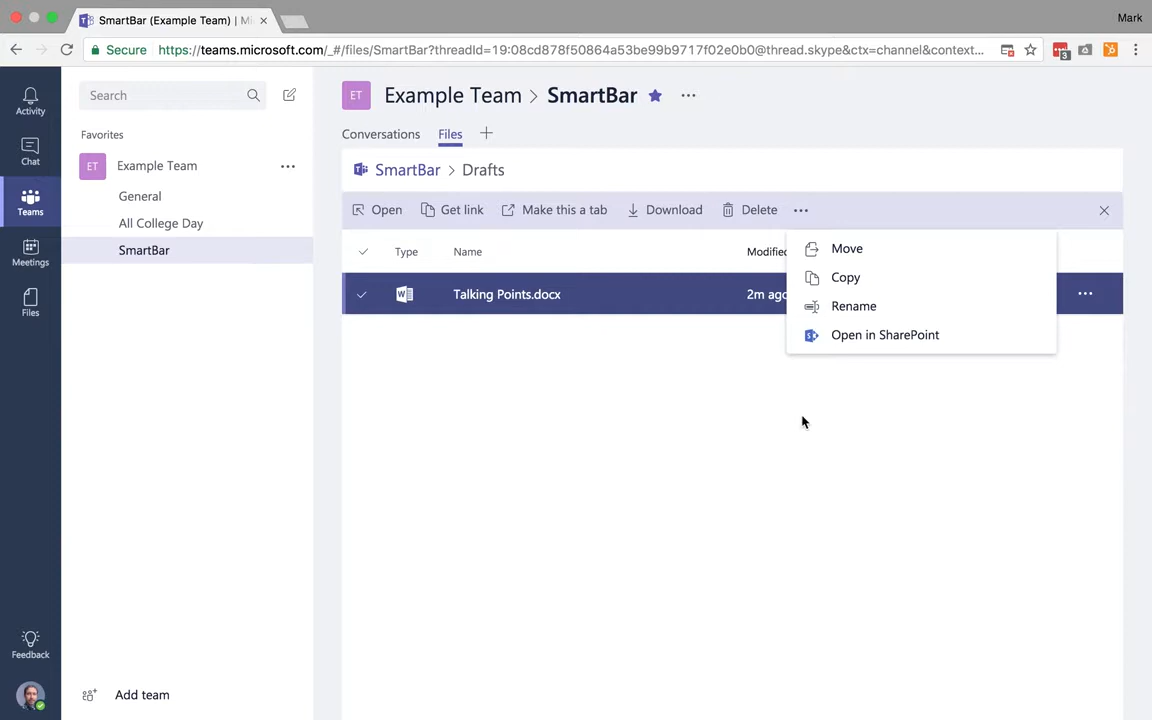 SmartBar (Example Team) | Mi
Mark
Secure https://teams.microsoft.com/_#/files/SmartBar?threadId=19:08cd878f50864a53be99b9717f02e0b0@thread.skype&ctx=channel&context...
3
Activity
Chat
Teams
Meetings
Files
Feedback
Search
Favorites
ET Example Team
General
All College Day
SmartBar
Add team
ET Example Team > SmartBar
Conversations Files
SmartBar > Drafts
Open Get link Make this a tab Download Delete
Type Name Modified
Talking Points.docx 2m ago
Move
Copy
Rename
Open in SharePoint